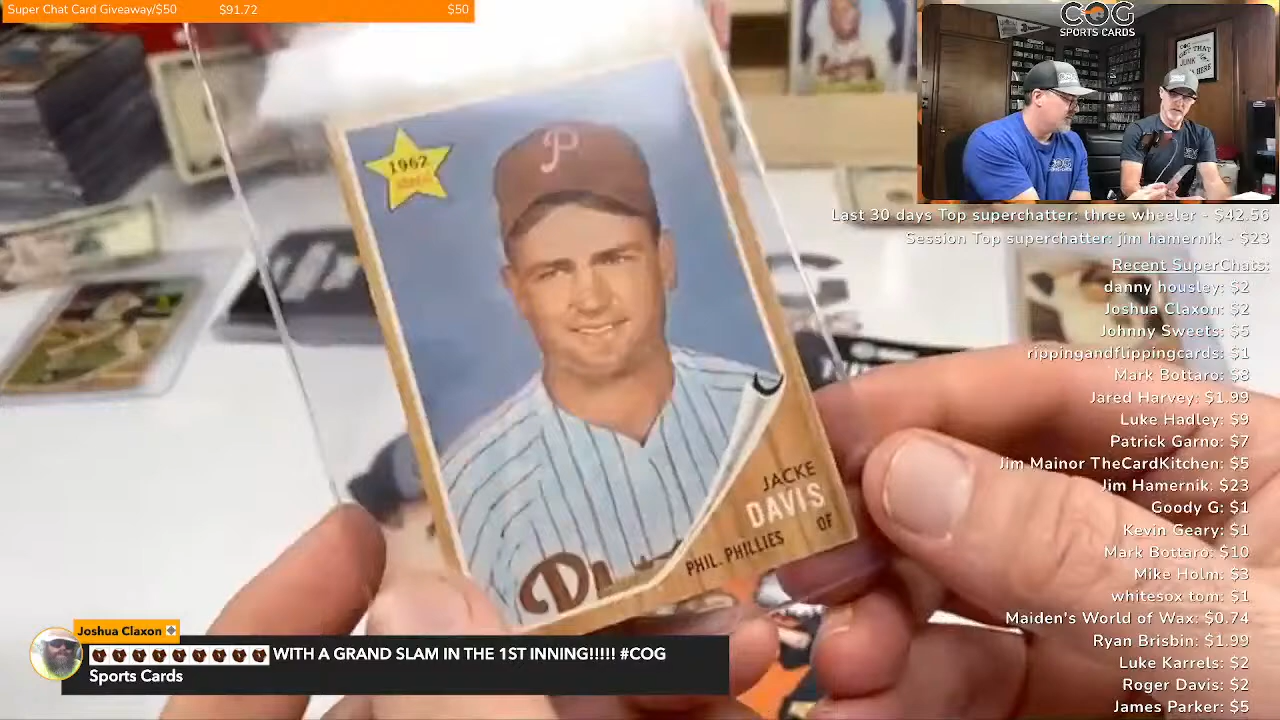 Super Chat Card Giveaway/$50 $91.72 $50
COG
SPORTS CARDS
Last 30 days Top superchatter: three wheeler - $42.50
Session Top superchatter: jim hamernik - $23
Recent SuperChats:
danny housley: $2
Joshua Claxon: $2
Johnny Sweets: $5
rippingandflippingcards: $1
Mark Bottaro: $8
Jared Harvey: $1.99
Luke Hadley: $9
Patrick Garno: $7
Jim Mainor TheCardKitchen: $5
Jim Hamernik: $23
Goody G: $1
Kevin Geary: $1
Mark Bottaro: $10
Mike Holm: $3
whitesox tom: $1
Maiden's World of Wax: $0.74
Ryan Brisbin: $1.99
Luke Karrels: $2
Roger Davis: $2
James Parker: $5
1962
P
JACKE
DAVIS
PHIL. PHILLIES OF
Joshua Claxon
WITH A GRAND SLAM IN THE 1ST INNING!!!!! #COG
Sports Cards